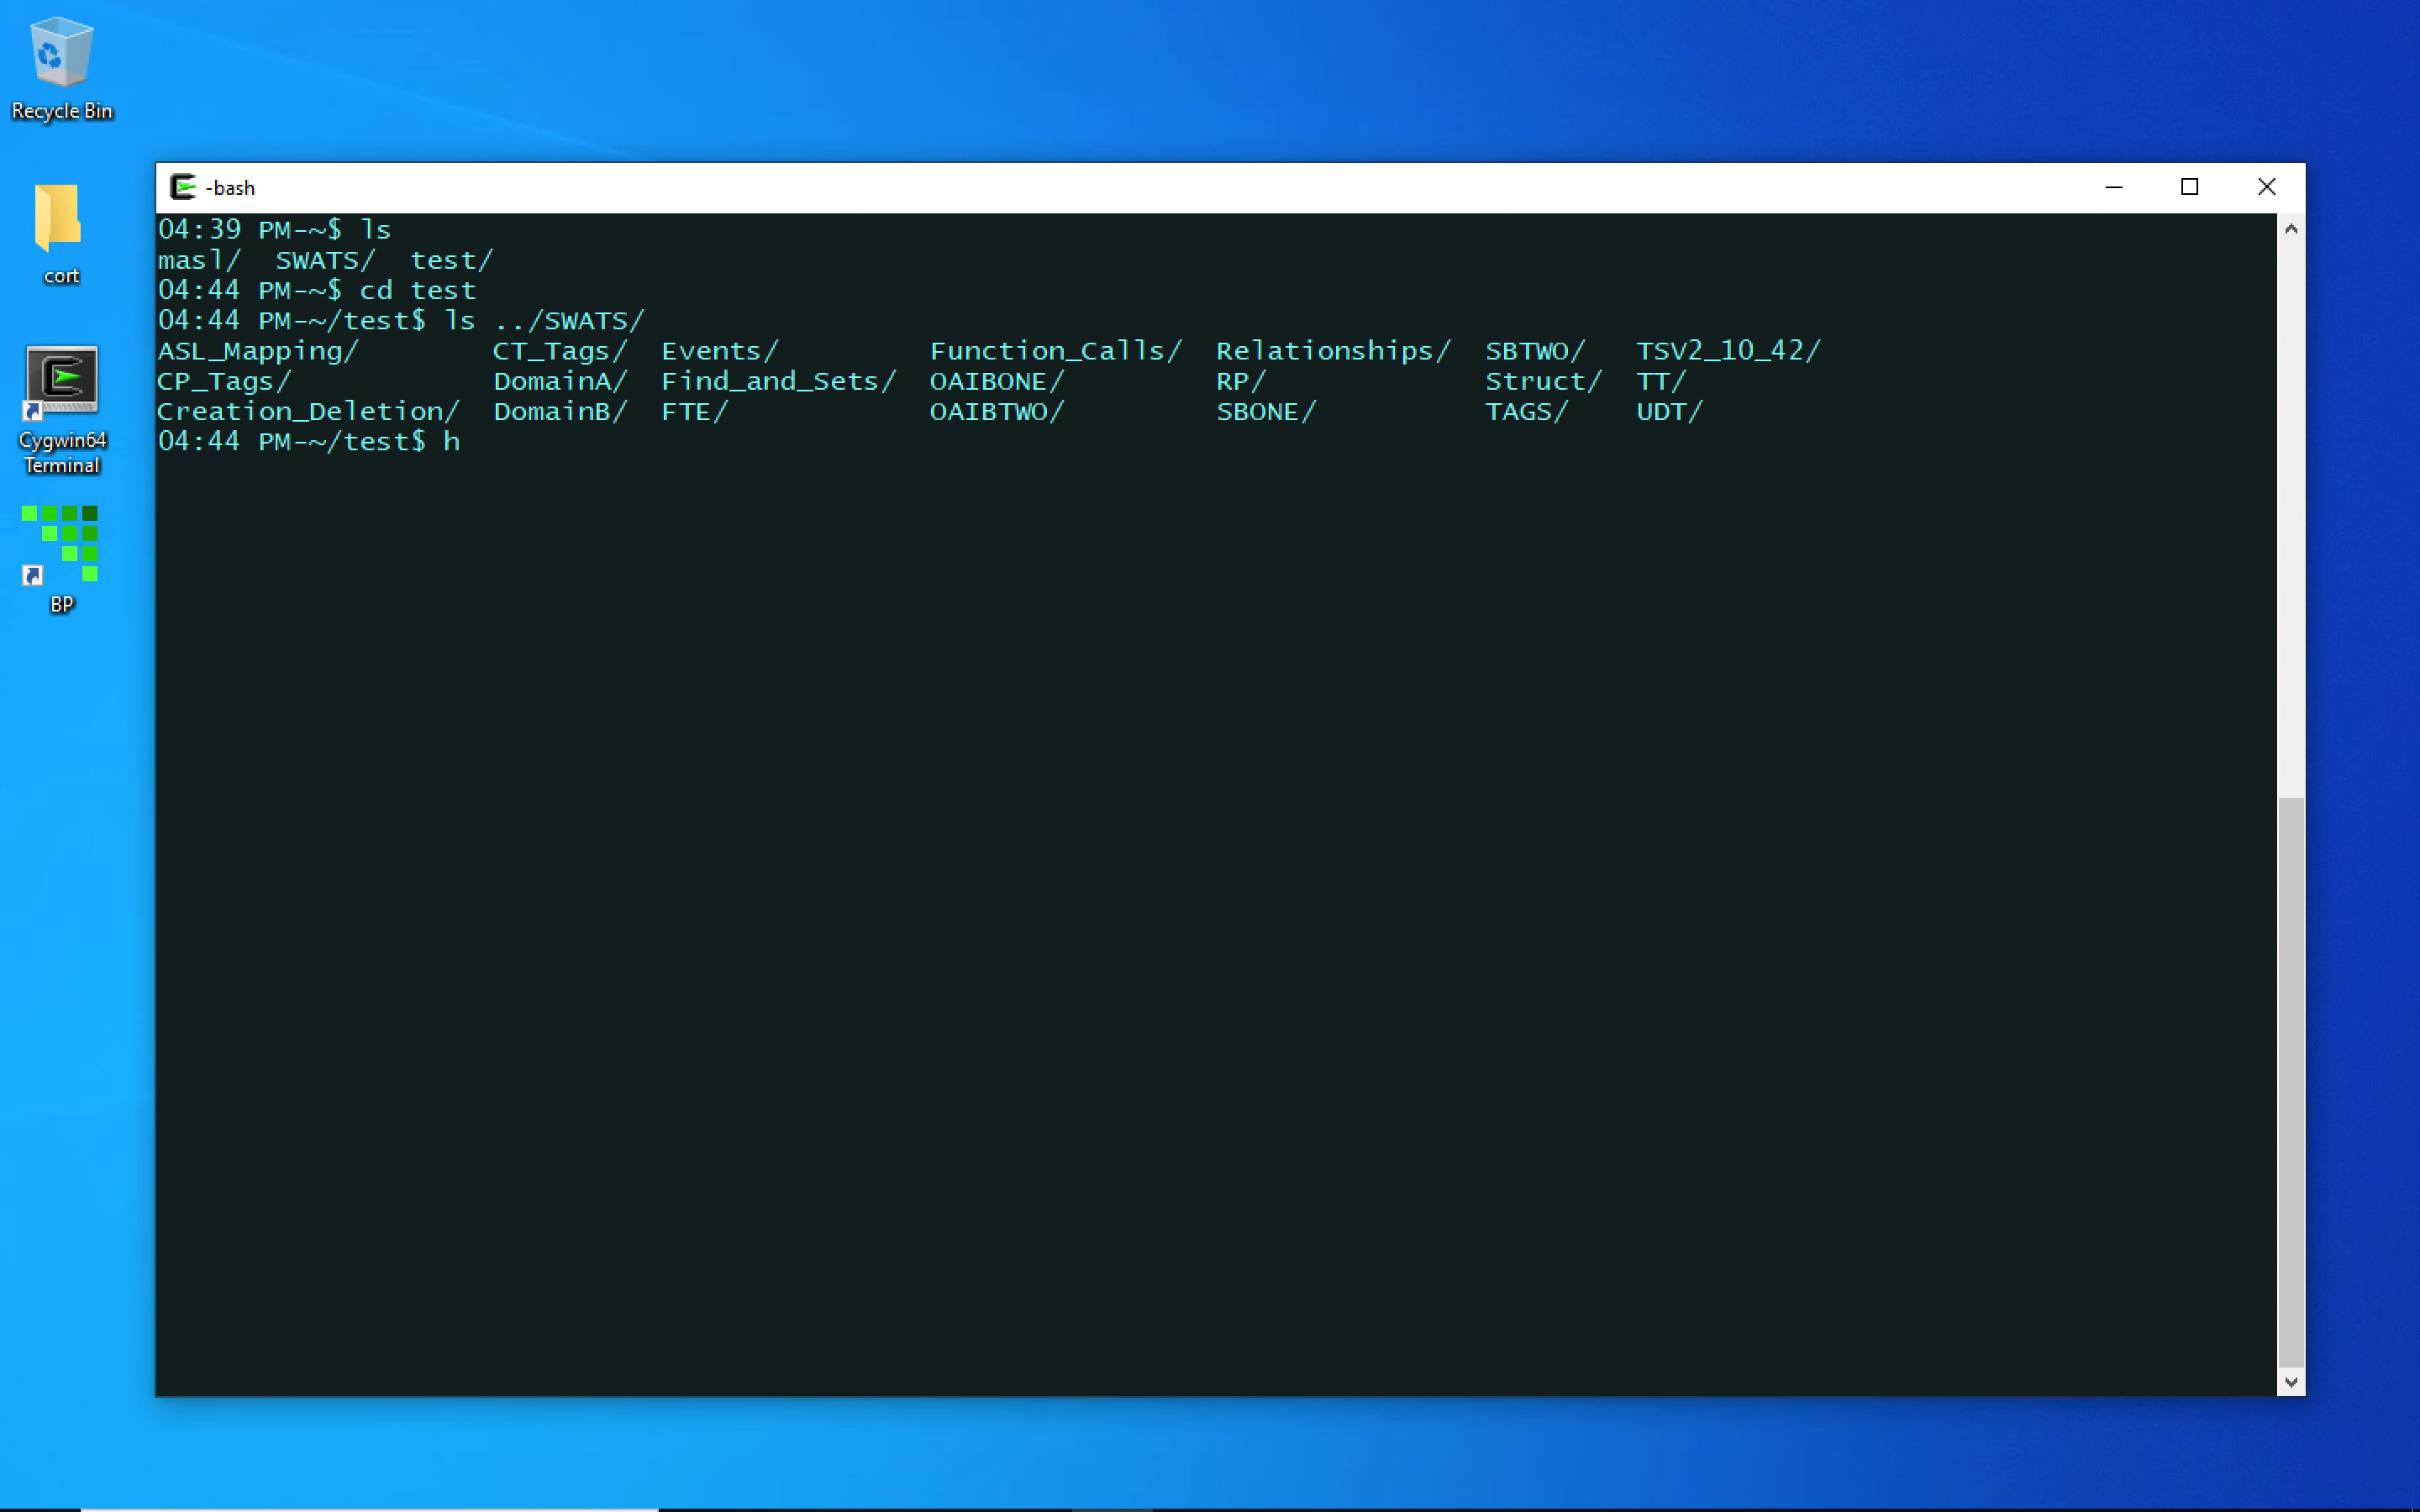 Recycle Bin
cort
Cygwin64
Terminal
BP
-bash
04:39 PM-~$ ls
masl/  SWATS/  test/
04:44 PM-~$ cd test
04:44 PM-~/test$ ls ../SWATS/
ASL_Mapping/        CT_Tags/  Events/         Function_Calls/  Relationships/  SBTWO/   TSV2_10_42/
CP_Tags/            DomainA/  Find_and_Sets/  OAIBONE/         RP/             Struct/  TT/
Creation_Deletion/  DomainB/  FTE/            OAIBTWO/         SBONE/          TAGS/    UDT/
04:44 PM-~/test$ h